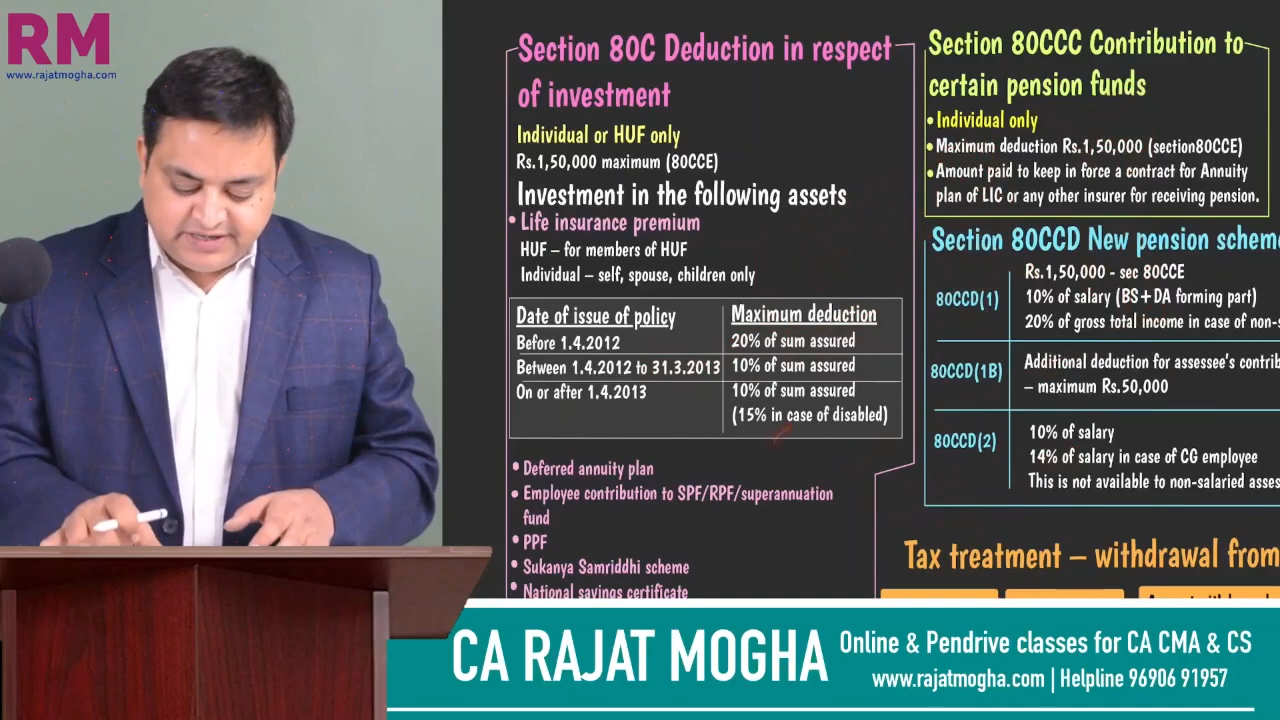 RM
www.rajatmogha.com
Section 80C Deduction in respect
of investment
Individual or HUF only
Rs.1,50,000 maximum (80CCE)
Investment in the following assets
• Life insurance premium
HUF – for members of HUF
Individual – self, spouse, children only
Date of issue of policy Maximum deduction
Before 1.4.2012 20% of sum assured
Between 1.4.2012 to 31.3.2013 10% of sum assured
On or after 1.4.2013 10% of sum assured
(15% in case of disabled)
• Deferred annuity plan
• Employee contribution to SPF/RPF/superannuation
fund
• PPF
• Sukanya Samriddhi scheme
• National savings certificate
Section 80CCC Contribution to
certain pension funds
• Individual only
• Maximum deduction Rs.1,50,000 (section80CCE)
• Amount paid to keep in force a contract for Annuity
plan of LIC or any other insurer for receiving pension.
Section 80CCD New pension scheme
80CCD(1)
Rs.1,50,000 - sec 80CCE
10% of salary (BS+DA forming part)
20% of gross total income in case of
80CCD(1B)
Additional deduction for assessee's
– maximum Rs.50,000
80CCD(2)
10% of salary
14% of salary in case of CG employee
This is not available to non-salaried
Tax treatment – withdrawal from
CA RAJAT MOGHA
Online & Pendrive classes for CA CMA & CS
www.rajatmogha.com | Helpline 96906 91957